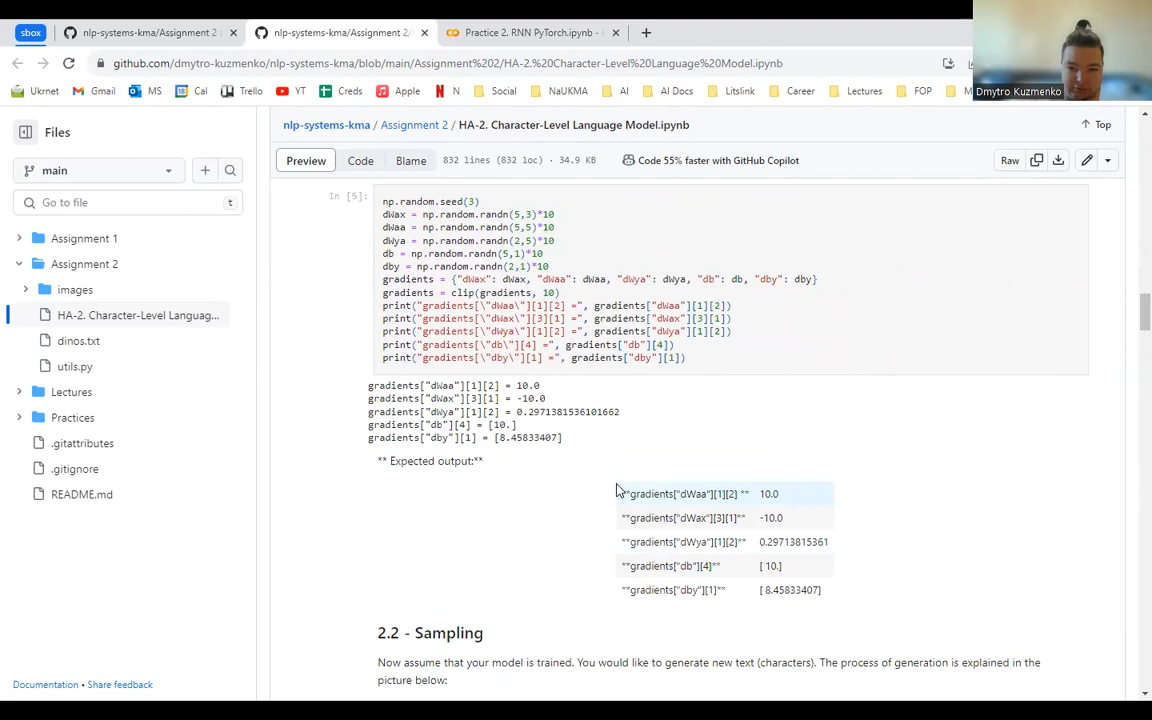 sbox
nlp-systems-kma/Assignment 2
nlp-systems-kma/Assignment 2/
Practice 2. RNN PyTorch.ipynb -
github.com/dmytro-kuzmenko/nlp-systems-kma/blob/main/Assignment%202/HA-2.%20Character-Level%20Language%20Model.ipynb
Dmytro Kuzmenko
Ukrnet
Gmail
MS
Cal
Trello
YT
Creds
Apple
N
Social
NaUKMA
AI
AI Docs
Litslink
Career
Lectures
FOP
M
Files
nlp-systems-kma / Assignment 2 / HA-2. Character-Level Language Model.ipynb
Top
main
Preview Code Blame 832 lines (832 loc) · 34.9 KB Code 55% faster with GitHub Copilot Raw
Go to file t
Assignment 1
Assignment 2
images
HA-2. Character-Level Languag...
dinos.txt
utils.py
Lectures
Practices
.gitattributes
.gitignore
README.md
Documentation • Share feedback
In [5]:
np.random.seed(3)
dWax = np.random.randn(5,3)*10
dWaa = np.random.randn(5,5)*10
dWya = np.random.randn(2,5)*10
db = np.random.randn(5,1)*10
dby = np.random.randn(2,1)*10
gradients = {"dWax": dWax, "dWaa": dWaa, "dWya": dWya, "db": db, "dby": dby}
gradients = clip(gradients, 10)
print("gradients[\"dWaa\"][1][2] =", gradients["dWaa"][1][2])
print("gradients[\"dWax\"][3][1] =", gradients["dWax"][3][1])
print("gradients[\"dWya\"][1][2] =", gradients["dWya"][1][2])
print("gradients[\"db\"][4] =", gradients["db"][4])
print("gradients[\"dby\"][1] =", gradients["dby"][1])
gradients["dWaa"][1][2] = 10.0
gradients["dWax"][3][1] = -10.0
gradients["dWya"][1][2] = 0.2971381536101662
gradients["db"][4] = [10.]
gradients["dby"][1] = [8.45833407]
** Expected output:**
**gradients["dWaa"][1][2] ** 10.0
**gradients["dWax"][3][1]** -10.0
**gradients["dWya"][1][2]** 0.29713815361
**gradients["db"][4]** [ 10.]
**gradients["dby"][1]** [ 8.45833407]
2.2 - Sampling
Now assume that your model is trained. You would like to generate new text (characters). The process of generation is explained in the
picture below: